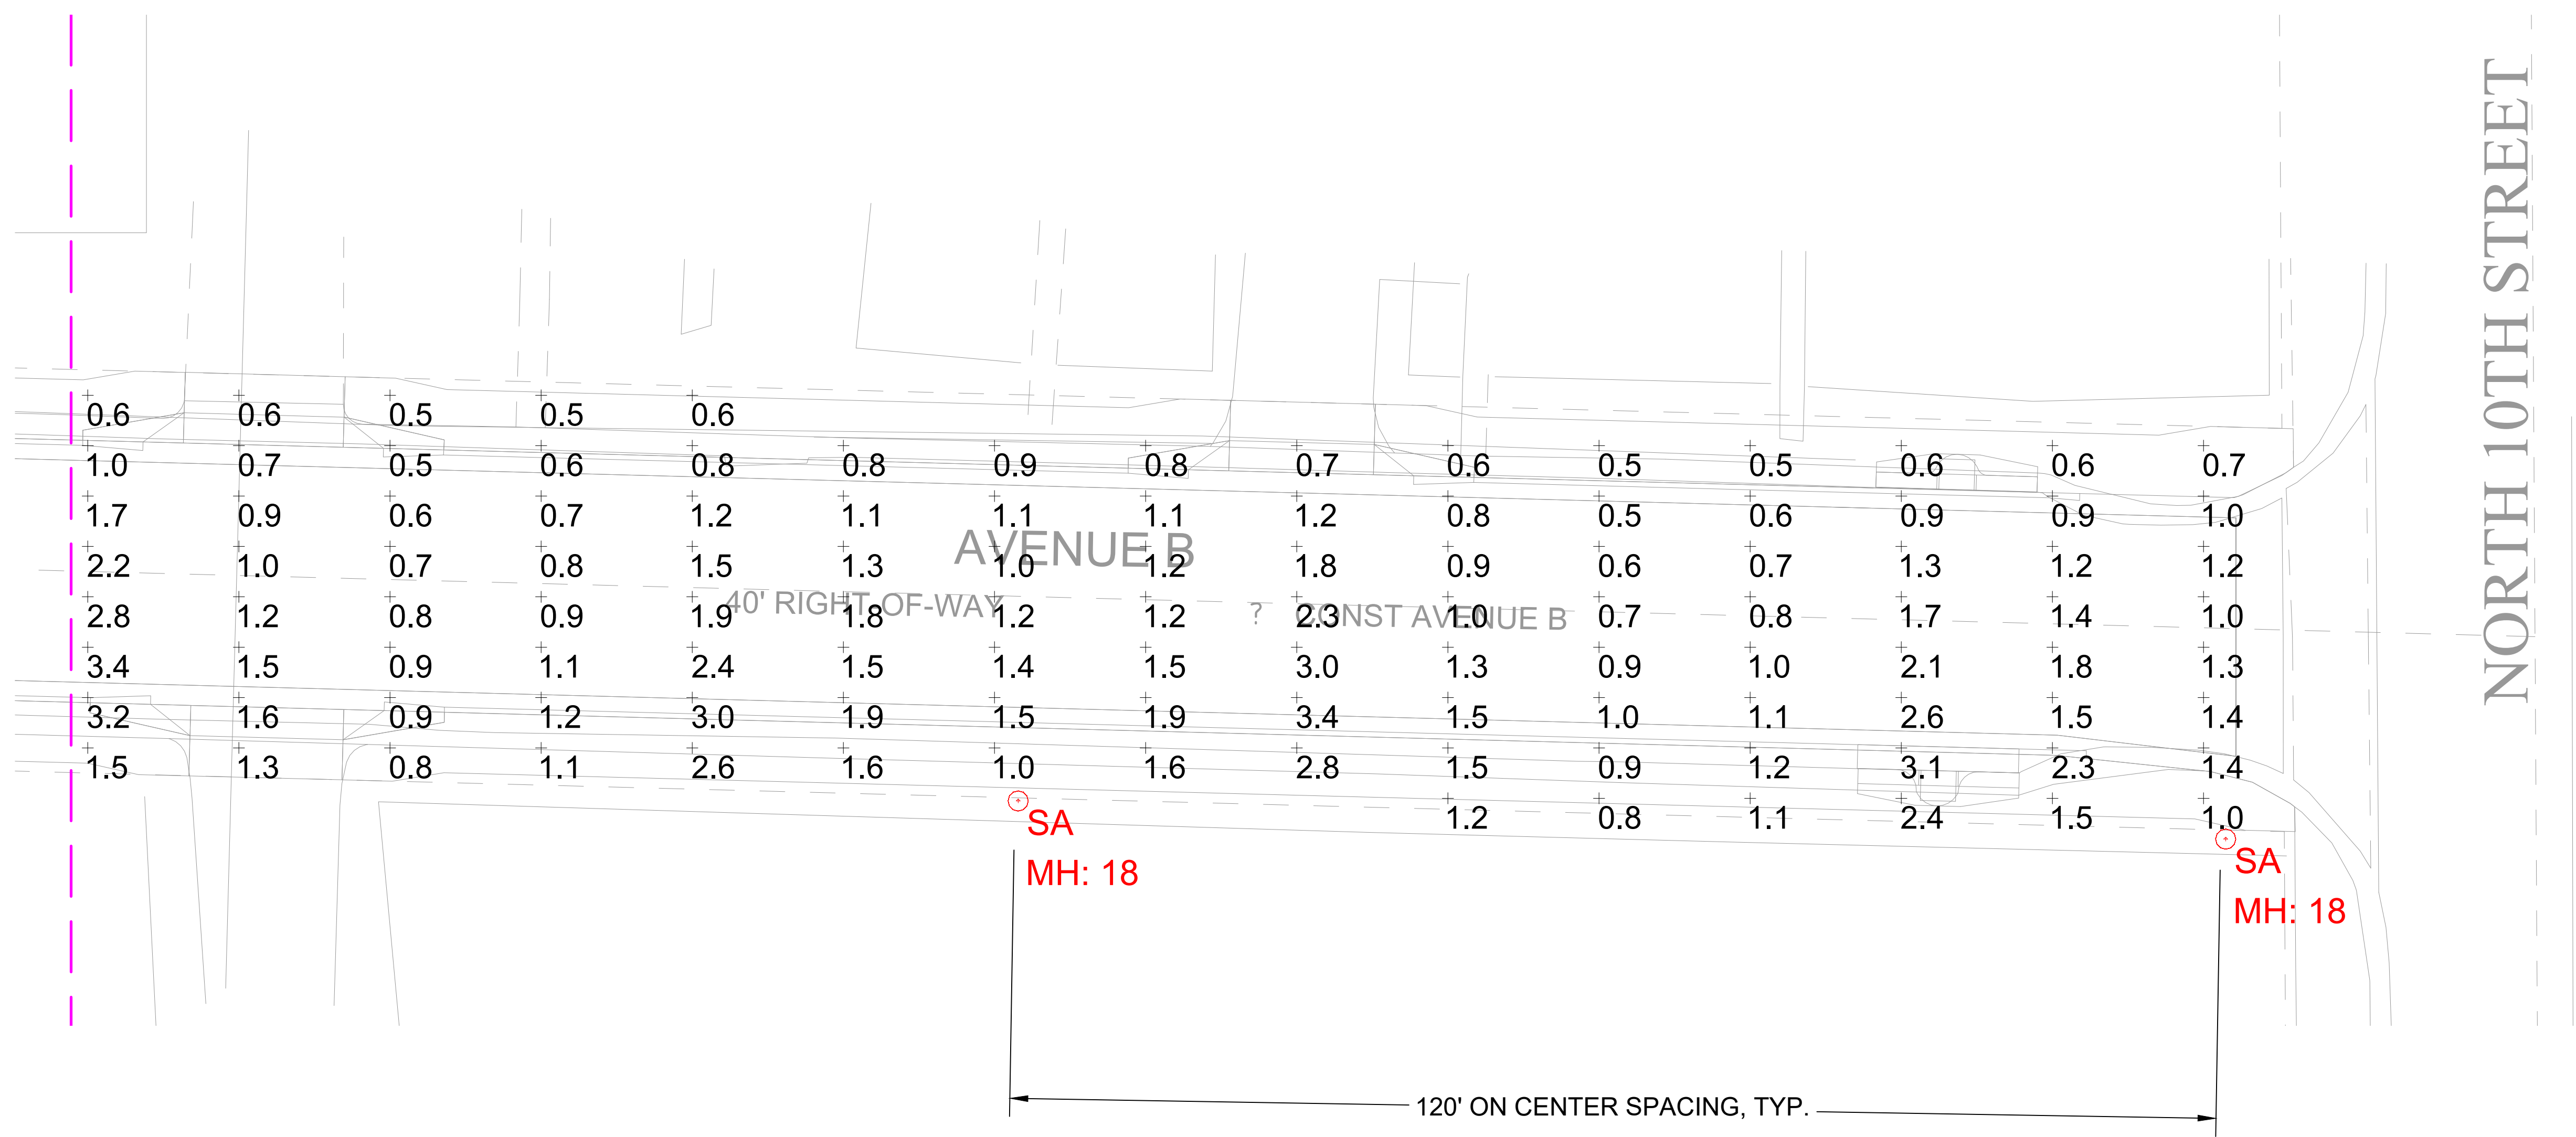 NORTH 10TH STREET
0.6 0.6 0.5 0.5 0.6
1.0 0.7 0.5 0.6 0.8 0.8 0.9 0.8 0.7 0.6 0.5 0.5 0.6 0.6 0.7
1.7 0.9 0.6 0.7 1.2 1.1 1.1 1.1 1.2 0.8 0.5 0.6 0.9 0.9 1.0
AVENUE B
2.2 1.0 0.7 0.8 1.5 1.3 1.0 1.2 1.8 0.9 0.6 0.7 1.3 1.2 1.2
40' RIGHT-OF-WAY
? CONST AVENUE B
2.8 1.2 0.8 0.9 1.9 1.8 1.2 1.2 2.3 1.0 0.7 0.8 1.7 1.4 1.0
3.4 1.5 0.9 1.1 2.4 1.5 1.4 1.5 3.0 1.3 0.9 1.0 2.1 1.8 1.3
3.2 1.6 0.9 1.2 3.0 1.9 1.5 1.9 3.4 1.5 1.0 1.1 2.6 1.5 1.4
1.5 1.3 0.8 1.1 2.6 1.6 1.0 1.6 2.8 1.5 0.9 1.2 3.1 2.3 1.4
1.2 0.8 1.1 2.4 1.5 1.0
SA
MH: 18
SA
MH: 18
120' ON CENTER SPACING, TYP.